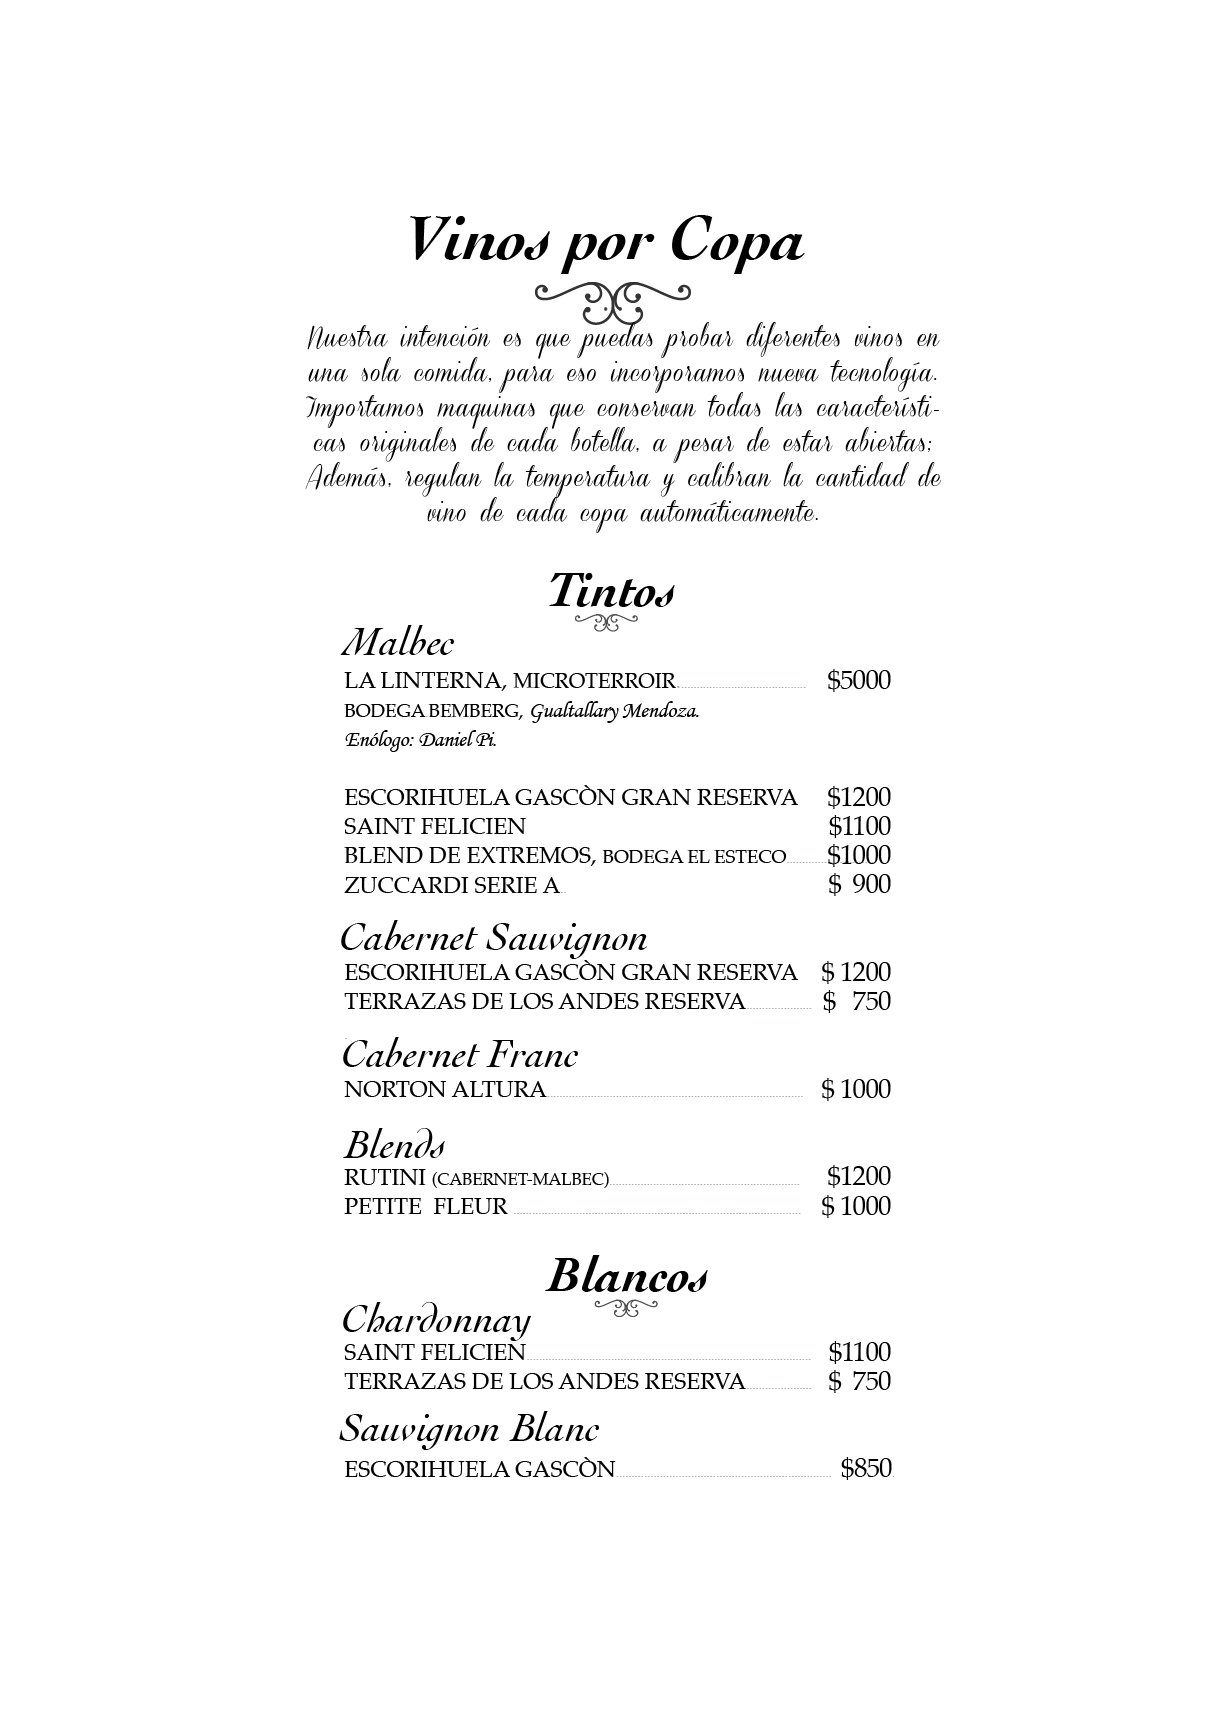 Vinos por Copa
Nuestra intención es que puedas probar diferentes vinos en
una sola comida, para eso incorporamos nueva tecnología.
Importamos maquinas que conservan todas las característi-
cas originales de cada botella, a pesar de estar abiertas;
Además, regulan la temperatura y calibran la cantidad de
vino de cada copa automáticamente.
Tintos
Malbec
LA LINTERNA, MICROTERROIR $5000
BODEGA BEMBERG, Gualtallary Mendoza.
Enólogo: Daniel Pi.
ESCORIHUELA GASCÒN GRAN RESERVA $1200
SAINT FELICIEN $1100
BLEND DE EXTREMOS, BODEGA EL ESTECO $1000
ZUCCARDI SERIE A $ 900
Cabernet Sauvignon
ESCORIHUELA GASCÒN GRAN RESERVA $ 1200
TERRAZAS DE LOS ANDES RESERVA $ 750
Cabernet Franc
NORTON ALTURA $ 1000
Blends
RUTINI (CABERNET-MALBEC) $1200
PETITE FLEUR $ 1000
Blancos
Chardonnay
SAINT FELICIEN $1100
TERRAZAS DE LOS ANDES RESERVA $ 750
Sauvignon Blanc
ESCORIHUELA GASCÒN $850